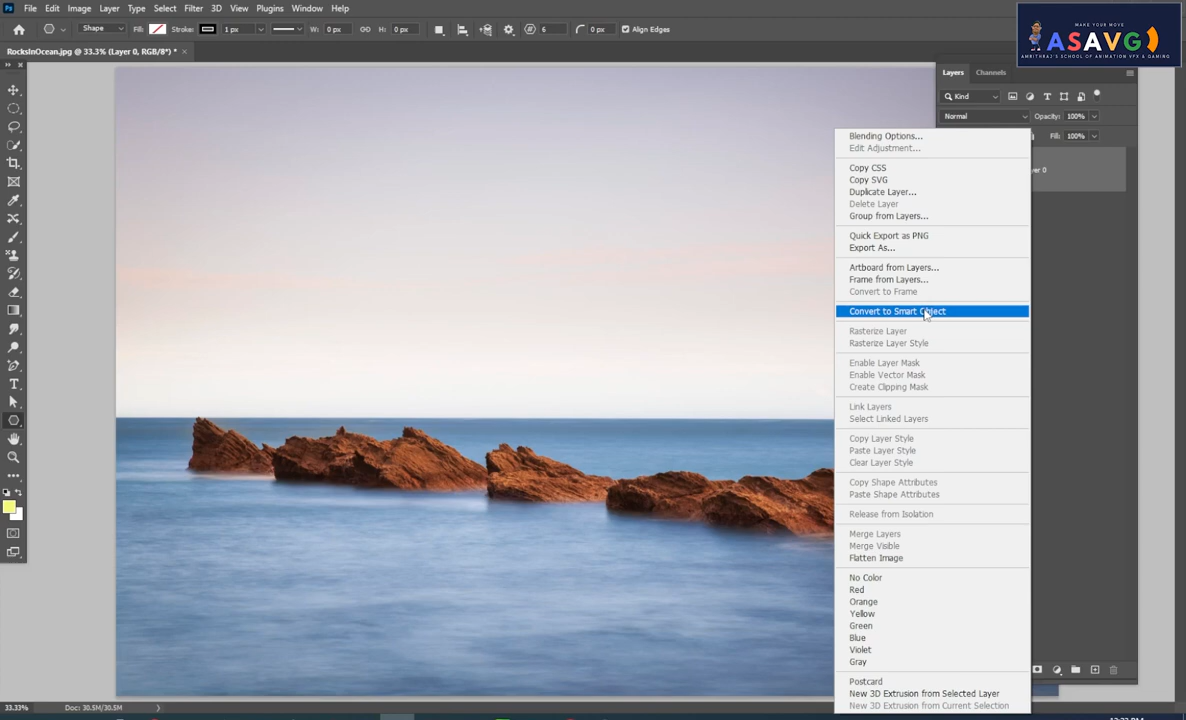 File Edit Image Layer Type Select Filter 3D View Plugins Window Help
Shape Fill: Stroke: 1 px W: 0 px H: 0 px 6 0 px Align Edges
RocksInOcean.jpg @ 33.3% (Layer 0, RGB/8*) *
MAKE YOUR MOVE
ASAVG
AMBITHRAJ'S SCHOOL OF ANIMATION VFX & GAMING
Layers Channels
Kind
Normal Opacity: 100%
Fill: 100%
Blending Options...
Edit Adjustment...
Copy CSS
Copy SVG
Duplicate Layer...
Delete Layer
Group from Layers...
Quick Export as PNG
Export As...
Artboard from Layers...
Frame from Layers...
Convert to Frame
Convert to Smart Object
Rasterize Layer
Rasterize Layer Style
Enable Layer Mask
Enable Vector Mask
Create Clipping Mask
Link Layers
Select Linked Layers
Copy Layer Style
Paste Layer Style
Clear Layer Style
Copy Shape Attributes
Paste Shape Attributes
Release from Isolation
Merge Layers
Merge Visible
Flatten Image
No Color
Red
Orange
Yellow
Green
Blue
Violet
Gray
Postcard
New 3D Extrusion from Selected Layer
New 3D Extrusion from Current Selection
33.33% Doc: 30.5M/30.5M